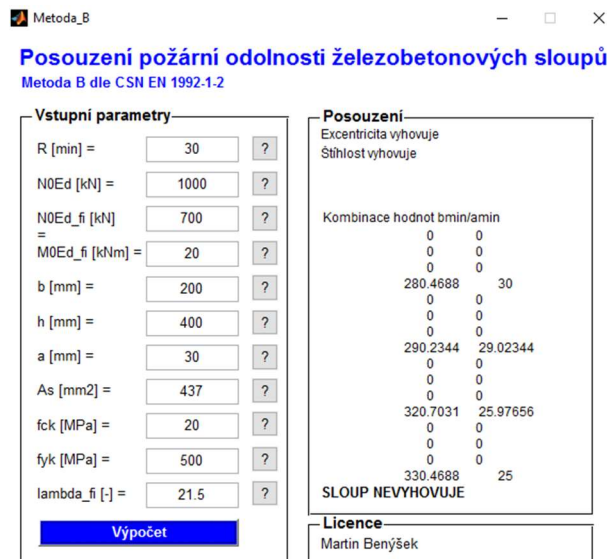 Metoda_B
Posouzení požární odolnosti železobetonových sloupů
Metoda B dle CSN EN 1992-1-2
Vstupní parametry
R [min] = 30 ?
N0Ed [kN] = 1000 ?
N0Ed_fi [kN] = 700 ?
M0Ed_fi [kNm] = 20 ?
b [mm] = 200 ?
h [mm] = 400 ?
a [mm] = 30 ?
As [mm2] = 437 ?
fck [MPa] = 20 ?
fyk [MPa] = 500 ?
lambda_fi [-] = 21.5 ?
Výpočet
Posouzení
Excentricita vyhovuje
Štíhlost vyhovuje
Kombinace hodnot bmin/amin
0 0
0 0
0 0
280.4688 30
0 0
0 0
0 0
290.2344 29.02344
0 0
0 0
0 0
320.7031 25.97656
0 0
0 0
0 0
330.4688 25
SLOUP NEVYHOVUJE
Licence
Martin Benýšek